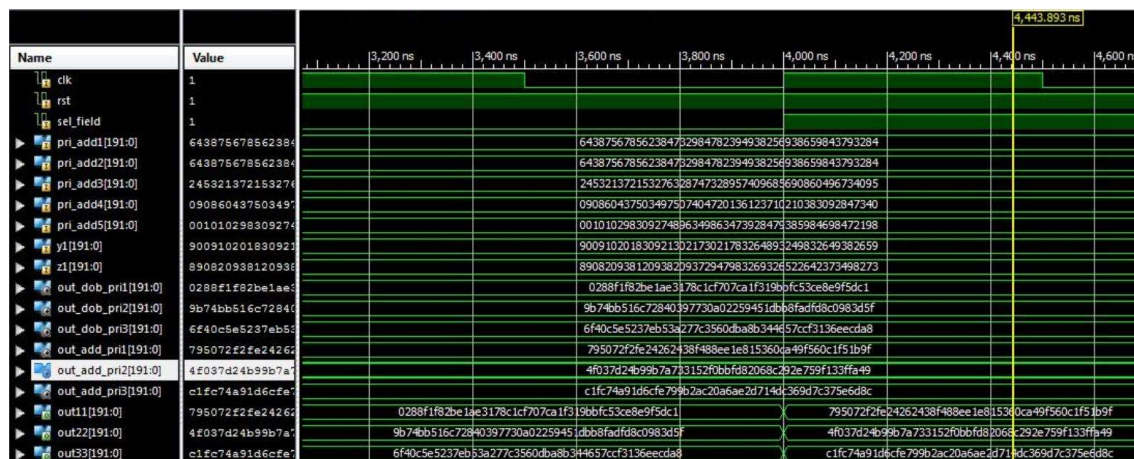 4,443.893 ns
Name Value 3,200 ns 3,400 ns 3,600 ns 3,800 ns 4,000 ns 4,200 ns 4,400 ns 4,600 n
clk 1
rst 1
sel_field 1
pri_add1[191:0] 643875678562384 643875678562384732984782394938256938659843793284
pri_add2[191:0] 643875678562384 643875678562384732984782394938256938659843793284
pri_add3[191:0] 245321372153276 245321372153276328747328957409685690860496734095
pri_add4[191:0] 090860437503497 090860437503497507404720136123710210383092847340
pri_add5[191:0] 001010298309274 001010298309274896349863473928479385984698472198
y1[191:0] 900910201830921 900910201830921302173021783264893249832649382659
z1[191:0] 890820938120938 890820938120938209372947983269326522642373498273
out_dob_pri1[191:0] 0288f1f82be1ae3 0288f1f82be1ae3178c1cf707ca1f319bbfc53ce8e9f5dc1
out_dob_pri2[191:0] 9b74bb516c72840 9b74bb516c72840397730a02259451dbb8fadfd8c0983d5f
out_dob_pri3[191:0] 6f40c5e5237eb53 6f40c5e5237eb53a277c3560dba8b344657ccf3136eecda8
out_add_pri1[191:0] 795072f2fe24262 795072f2fe24262438f488ee1e815360ca49f560c1f51b9f
out_add_pri2[191:0] 4f037d24b99b7a7 4f037d24b99b7a733152f0bbfd82068c292e759f133ffa49
out_add_pri3[191:0] c1fc74a91d6cfe7 c1fc74a91d6cfe799b2ac20a6ae2d714dc369d7c375e6d8c
out11[191:0] 795072f2fe24262 0288f1f82be1ae3178c1cf707ca1f319bbfc53ce8e9f5dc1 795072f2fe24262438f488ee1e815360ca49f560c1f51b9f
out22[191:0] 4f037d24b99b7a7 9b74bb516c72840397730a02259451dbb8fadfd8c0983d5f 4f037d24b99b7a733152f0bbfd82068c292e759f133ffa49
out33[191:0] c1fc74a91d6cfe7 6f40c5e5237eb53a277c3560dba8b344657ccf3136eecda8 c1fc74a91d6cfe799b2ac20a6ae2d714dc369d7c375e6d8c